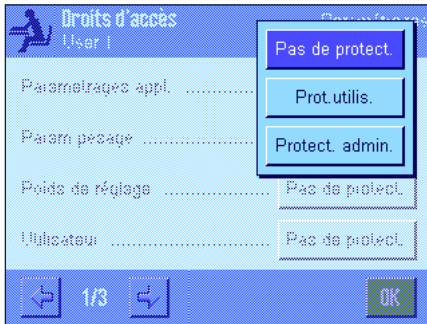 Droits d'accès
User 1
Pas de protect.
Prot.utilis.
Protect. admin.
Paramétrages appl. ..............
Param pesage ....................
Poids de réglage ................ Pas de protect.
Utilisateur ........................ Pas de protect.
1/3
OK